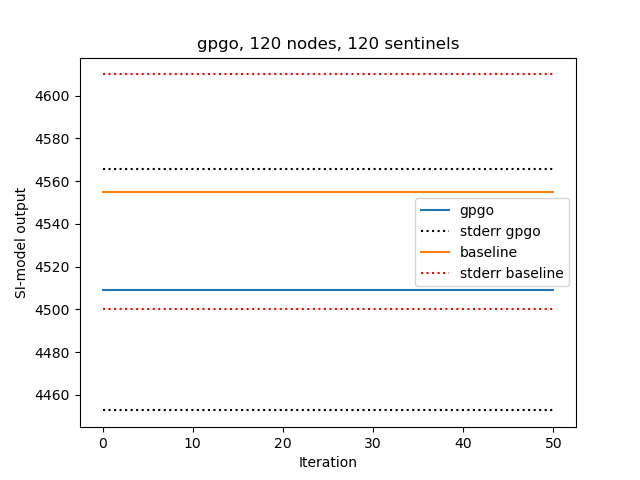 gpgo, 120 nodes, 120 sentinels
4600
4580
4560
4540
4520
4500
4480
4460
SI-model output
gpgo
stderr gpgo
baseline
stderr baseline
0 10 20 30 40 50
Iteration